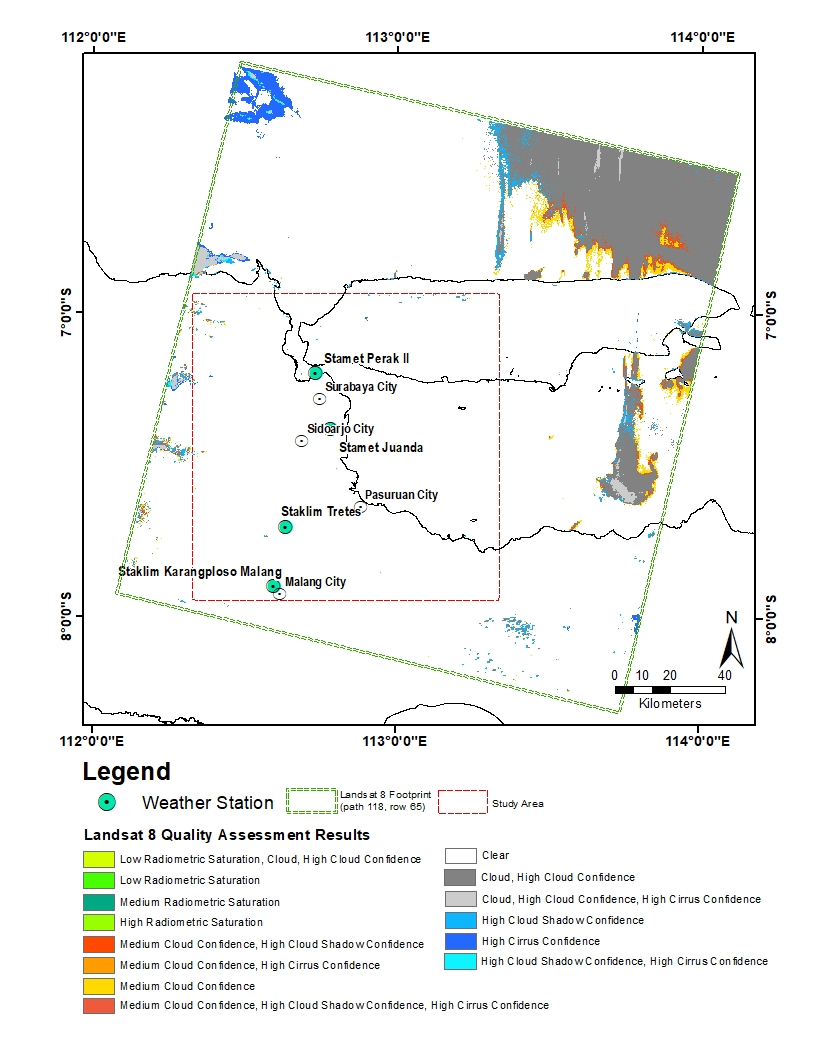 112°0'0"E 113°0'0"E 114°0'0"E
7°0'0"S 7°0'0"S
Stamet Perak II
Surabaya City
Sidoarjo City
Stamet Juanda
Pasuruan City
Staklim Tretes
Staklim Karangploso Malang
Malang City
8°0'0"S 8°0'0"S
N
0 10 20 40
Kilometers
112°0'0"E 113°0'0"E 114°0'0"E
Legend
Weather Station
Landsat 8 Footprint
(path 118, row 65)
Study Area
Landsat 8 Quality Assessment Results
Low Radiometric Saturation, Cloud, High Cloud Confidence
Low Radiometric Saturation
Medium Radiometric Saturation
High Radiometric Saturation
Medium Cloud Confidence, High Cloud Shadow Confidence
Medium Cloud Confidence, High Cirrus Confidence
Medium Cloud Confidence
Medium Cloud Confidence, High Cloud Shadow Confidence, High Cirrus Confidence
Clear
Cloud, High Cloud Confidence
Cloud, High Cloud Confidence, High Cirrus Confidence
High Cloud Shadow Confidence
High Cirrus Confidence
High Cloud Shadow Confidence, High Cirrus Confidence